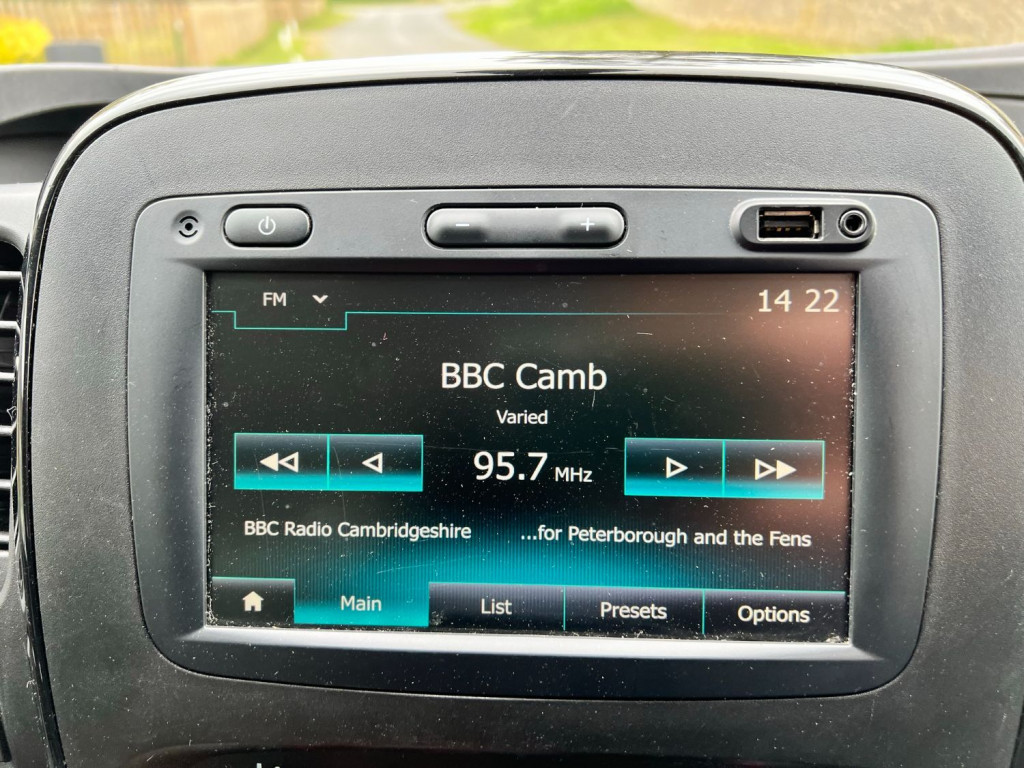 FM
14 22
BBC Camb
Varied
95.7 MHz
BBC Radio Cambridgeshire ...for Peterborough and the Fens
Main List Presets Options